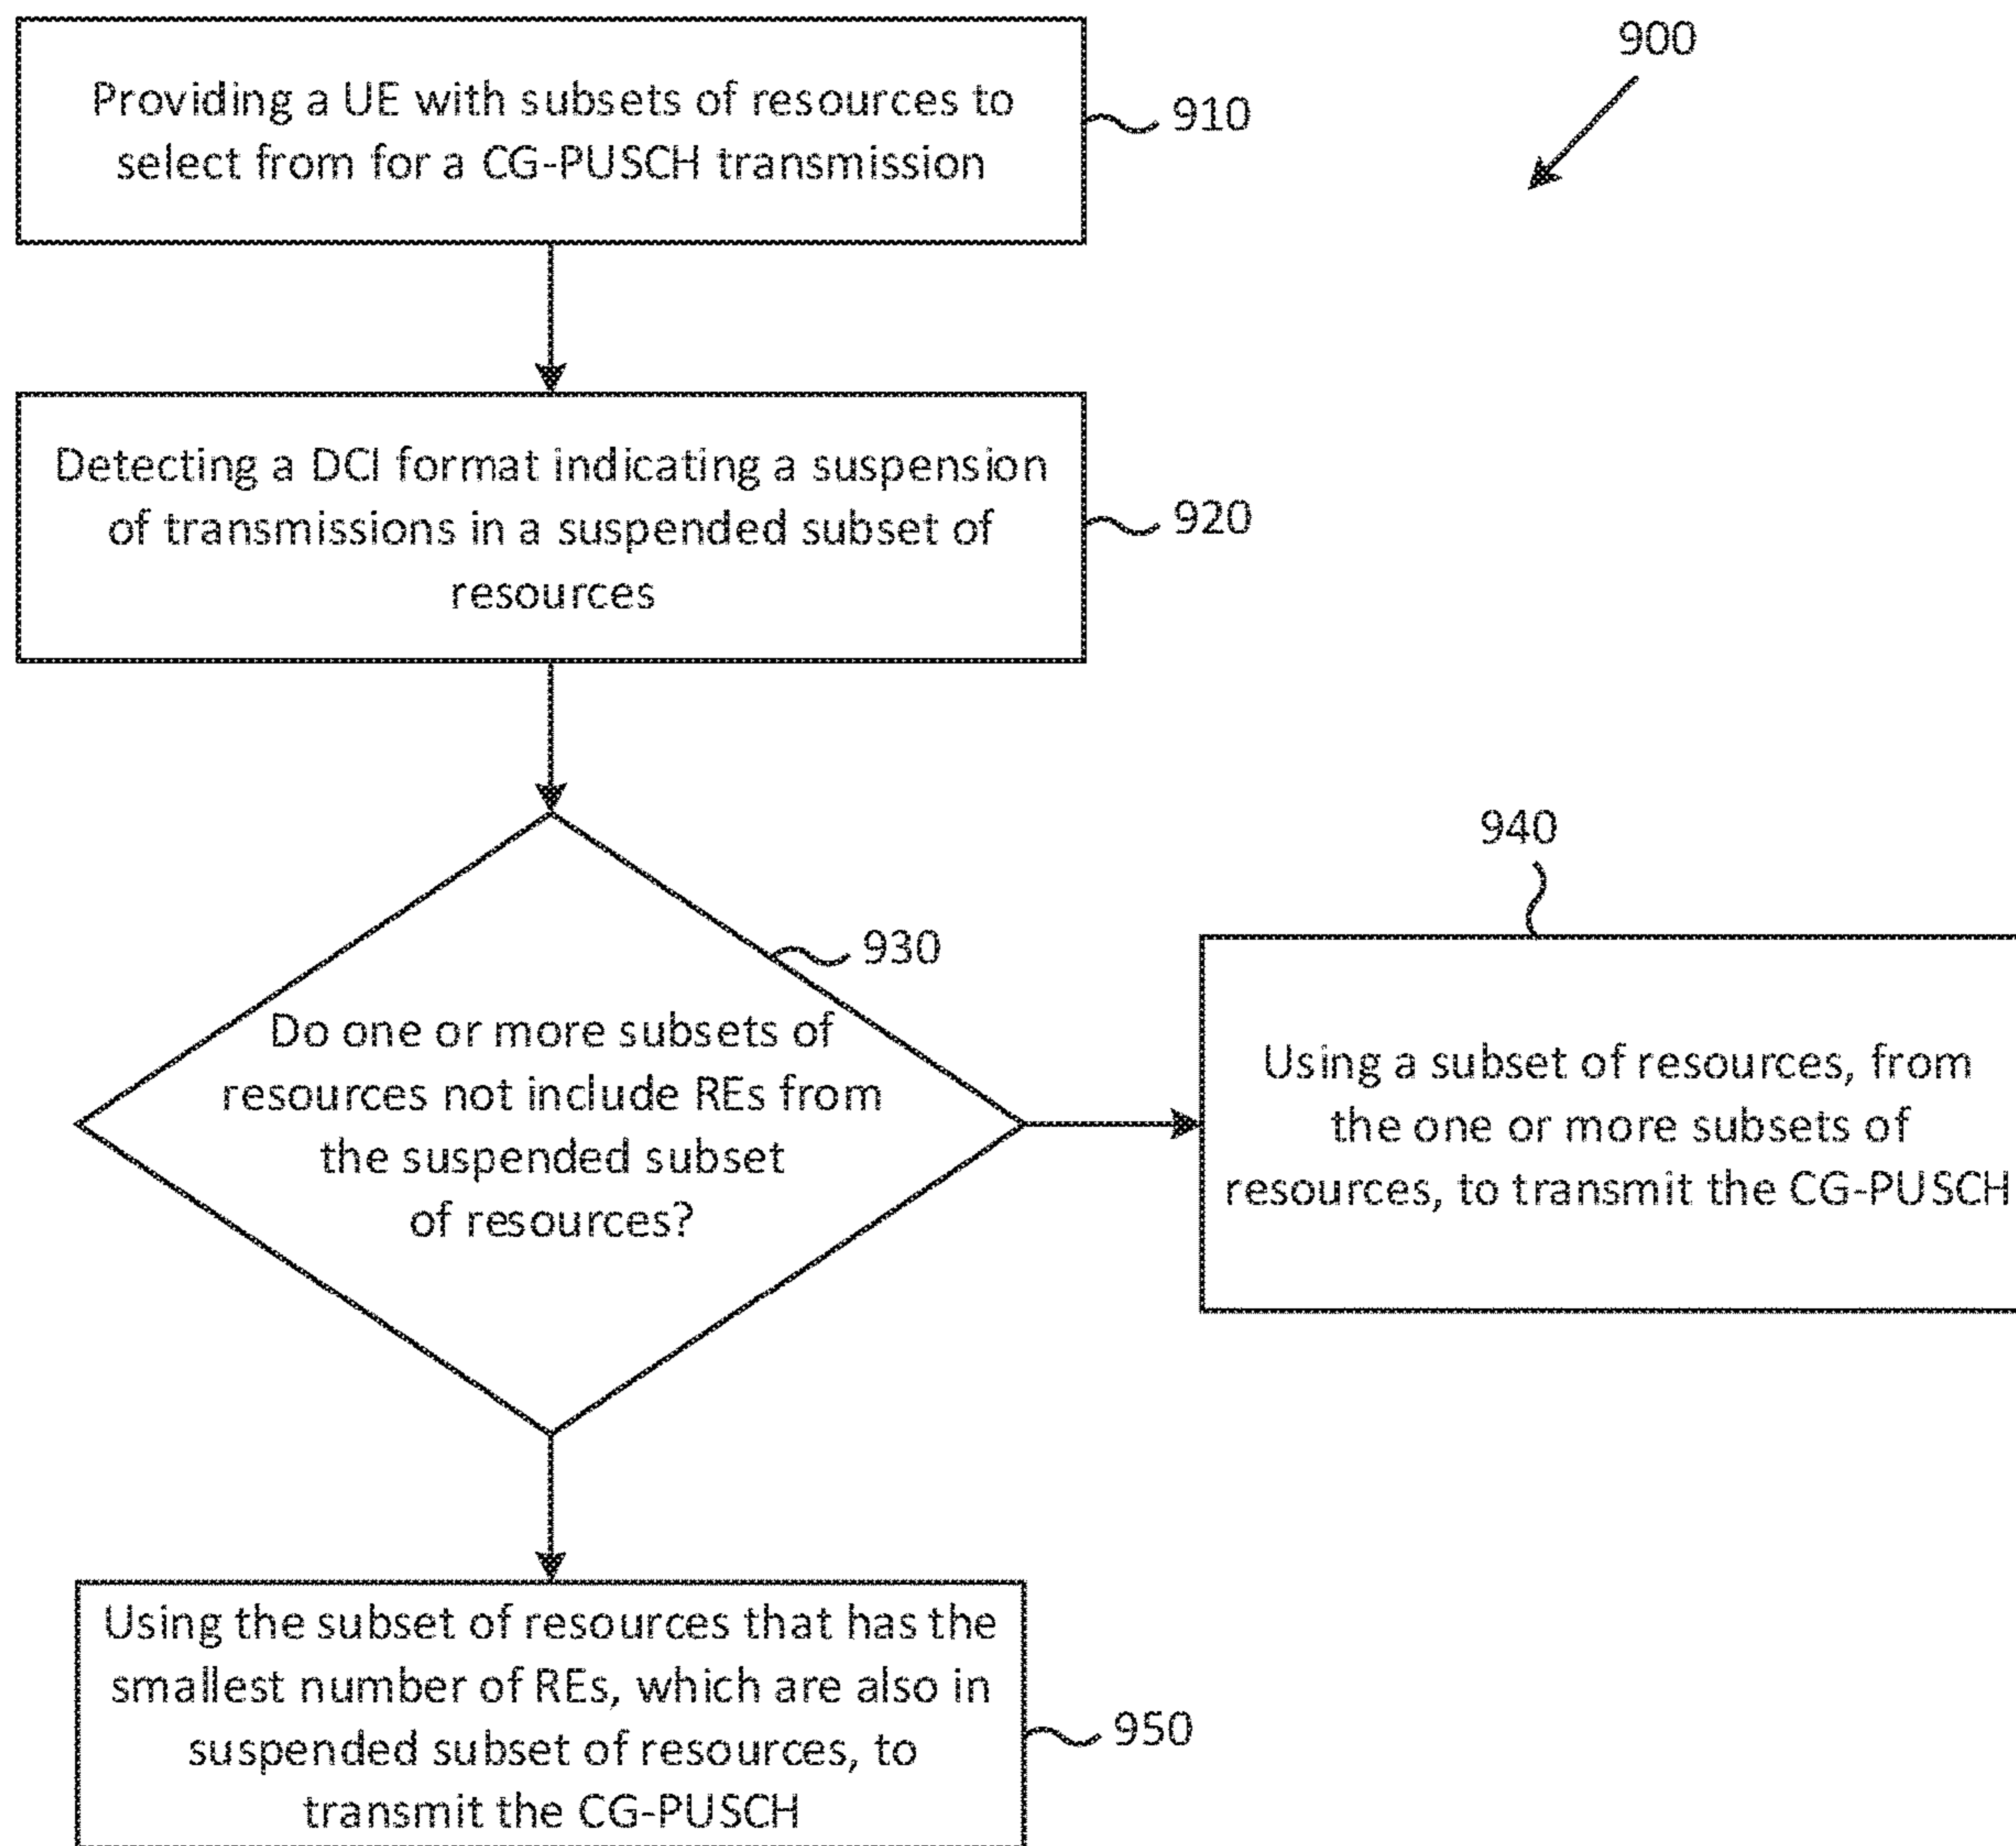 900
Providing a UE with subsets of resources to
select from for a CG-PUSCH transmission
910
Detecting a DCI format indicating a suspension
of transmissions in a suspended subset of
resources
920
930
Do one or more subsets of
resources not include REs from
the suspended subset
of resources?
940
Using a subset of resources, from
the one or more subsets of
resources, to transmit the CG-PUSCH
Using the subset of resources that has the
smallest number of REs, which are also in
suspended subset of resources, to
transmit the CG-PUSCH
950